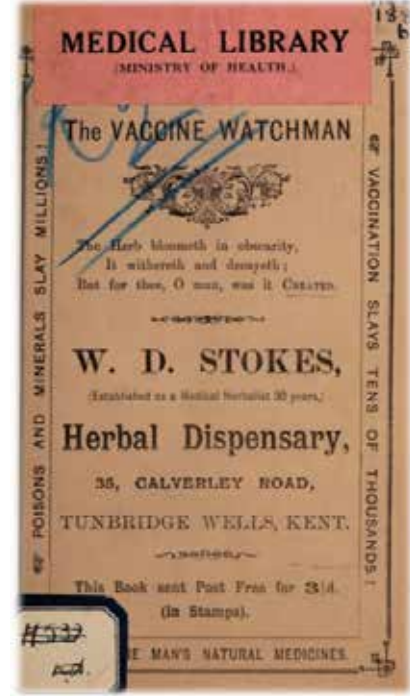 18
6
MEDICAL LIBRARY
(MINISTRY OF HEALTH.)
The VACCINE WATCHMAN
The Herb bloometh in obscurity,
It withereth and decayeth;
But for thee, O man, was it CREATED.
W. D. STOKES,
(Established as a Medical Herbalist 30 years,)
Herbal Dispensary,
35, CALVERLEY ROAD,
TUNBRIDGE WELLS, KENT.
This Book sent Post Free for 3½d.
(in Stamps).
POISONS AND MINERALS SLAY MILLIONS!
VACCINATION SLAYS TENS OF THOUSANDS!
MAN'S NATURAL MEDICINES.